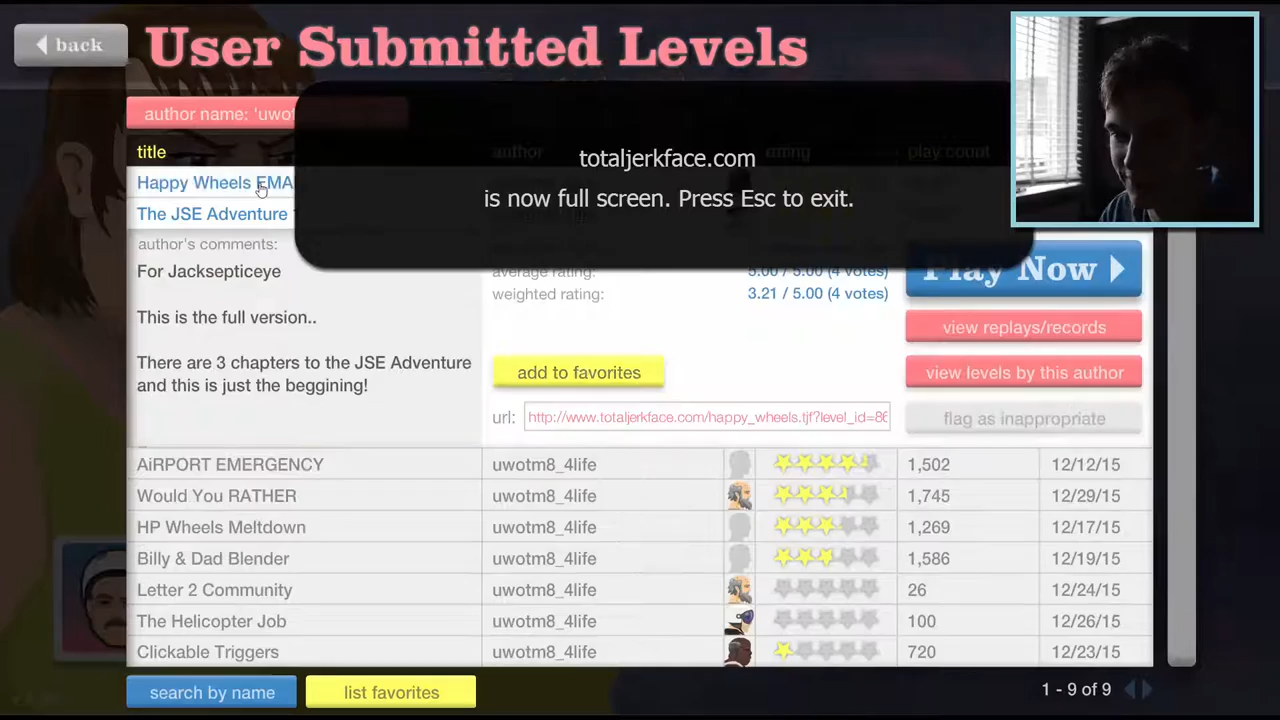 back
User Submitted Levels
author name: 'uwo
title author rating play count
totaljerkface.com
is now full screen. Press Esc to exit.
Happy Wheels EMA
The JSE Adventure
author's comments:
For Jacksepticeye
This is the full version..
There are 3 chapters to the JSE Adventure
and this is just the beggining!
average rating: 5.00 / 5.00 (4 votes)
weighted rating: 3.21 / 5.00 (4 votes)
add to favorites
url: http://www.totaljerkface.com/happy_wheels.tjf?level_id=86
Play Now
view replays/records
view levels by this author
flag as inappropriate
AiRPORT EMERGENCY uwotm8_4life 1,502 12/12/15
Would You RATHER uwotm8_4life 1,745 12/29/15
HP Wheels Meltdown uwotm8_4life 1,269 12/17/15
Billy & Dad Blender uwotm8_4life 1,586 12/19/15
Letter 2 Community uwotm8_4life 26 12/24/15
The Helicopter Job uwotm8_4life 100 12/26/15
Clickable Triggers uwotm8_4life 720 12/23/15
search by name
list favorites
1 - 9 of 9